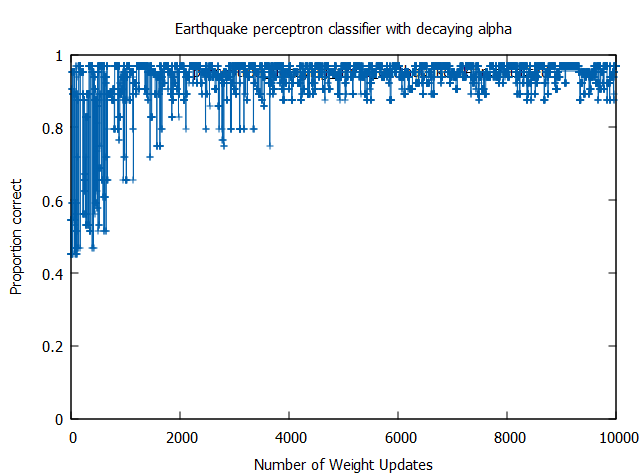 Earthquake perceptron classifier with decaying alpha
1
0.8
0.6
0.4
0.2
0
Proportion correct
0 2000 4000 6000 8000 10000
Number of Weight Updates